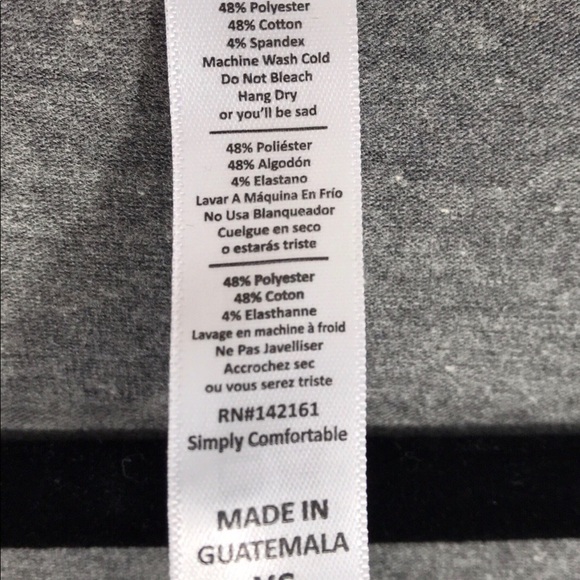 48% Polyester
48% Cotton
4% Spandex
Machine Wash Cold
Do Not Bleach
Hang Dry
or you'll be sad
48% Poliéster
48% Algodón
4% Elastano
Lavar A Máquina En Frío
No Usa Blanqueador
Cuelgue en seco
o estarás triste
48% Polyester
48% Coton
4% Elasthanne
Lavage en machine à froid
Ne Pas Javelliser
Accrochez sec
ou vous serez triste
RN#142161
Simply Comfortable
MADE IN
GUATEMALA